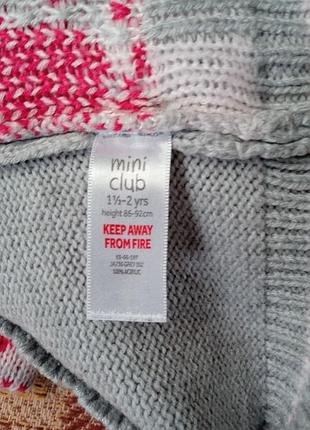 mini
club
1½-2 yrs
height 86-92cm
KEEP AWAY
FROM FIRE
100% ACRYLIC